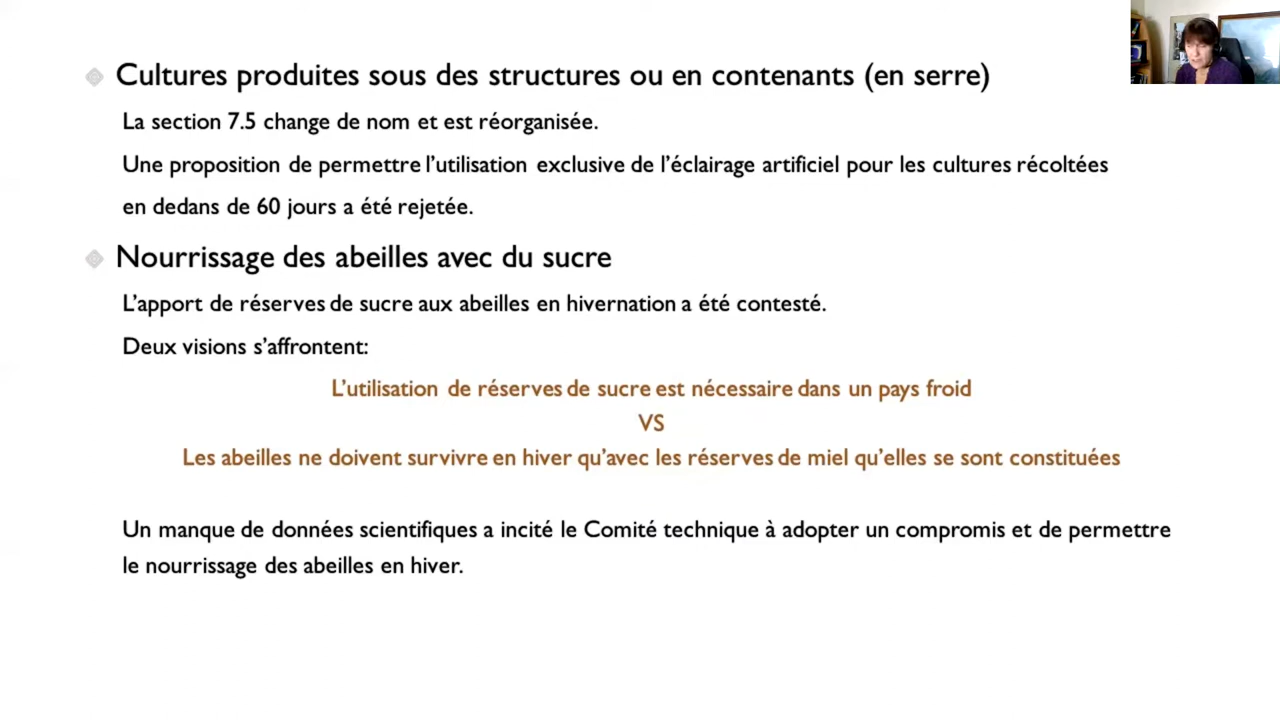 Cultures produites sous des structures ou en contenants (en serre)
La section 7.5 change de nom et est réorganisée.
Une proposition de permettre l'utilisation exclusive de l'éclairage artificiel pour les cultures récoltées
en dedans de 60 jours a été rejetée.
Nourrissage des abeilles avec du sucre
L'apport de réserves de sucre aux abeilles en hivernation a été contesté.
Deux visions s'affrontent:
L'utilisation de réserves de sucre est nécessaire dans un pays froid
VS
Les abeilles ne doivent survivre en hiver qu'avec les réserves de miel qu'elles se sont constituées
Un manque de données scientifiques a incité le Comité technique à adopter un compromis et de permettre
le nourrissage des abeilles en hiver.